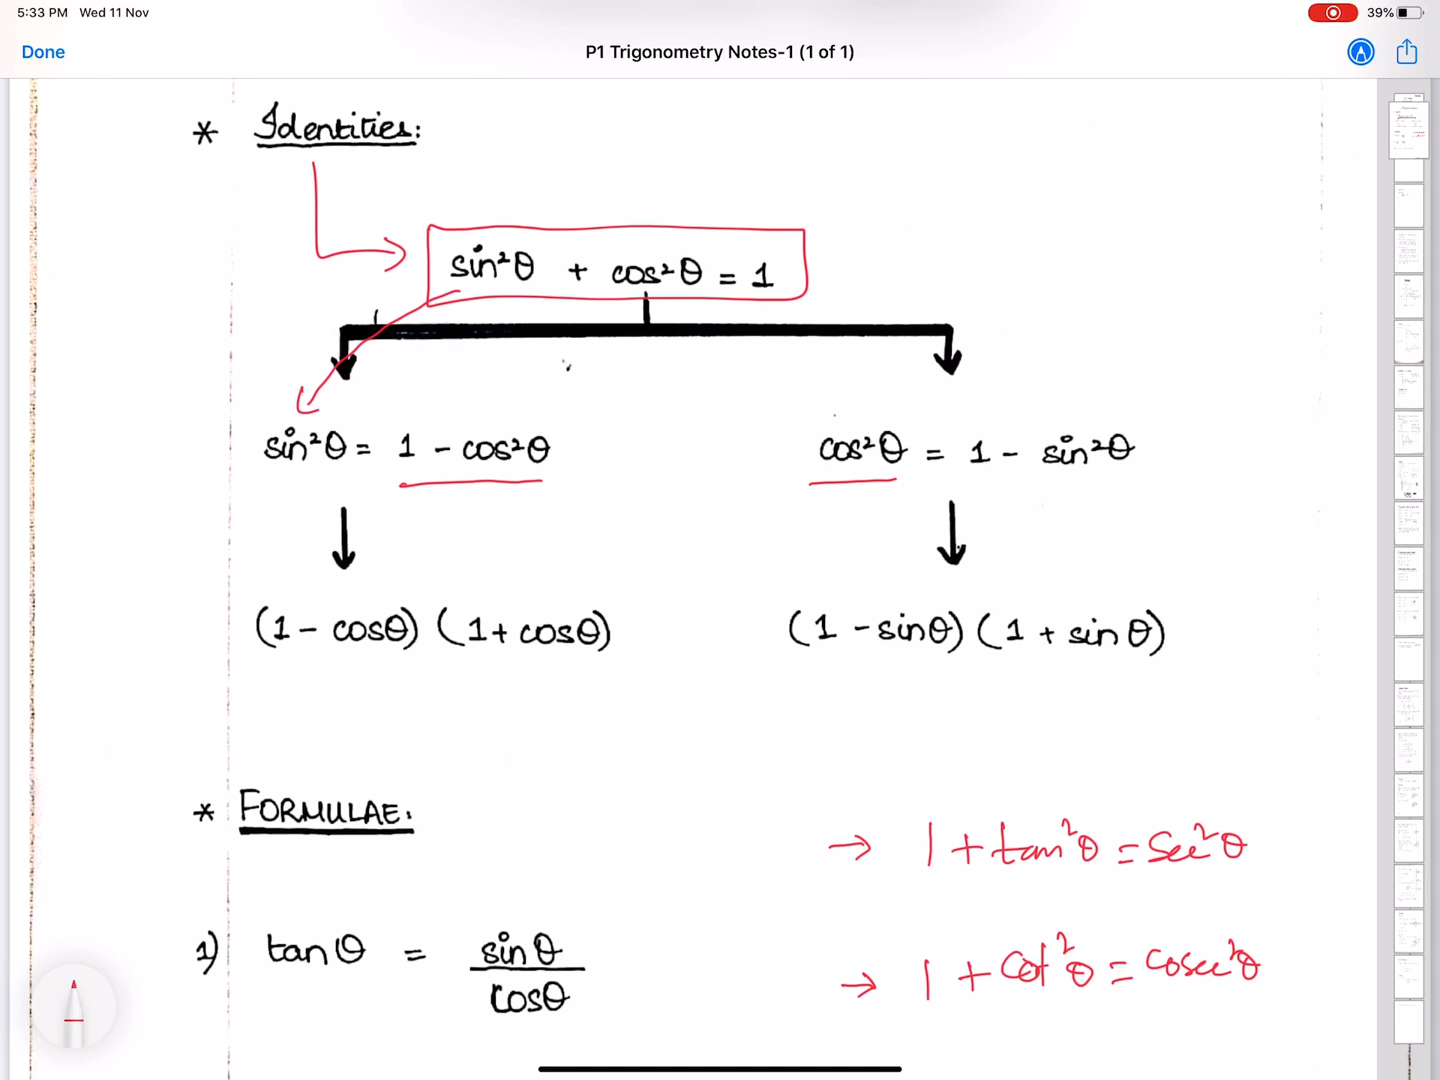 5:33 PM Wed 11 Nov
39%
Done
P1 Trigonometry Notes-1 (1 of 1)
* Identities:
sin²θ + cos²θ = 1
sin²θ = 1 - cos²θ
cos²θ = 1 - sin²θ
(1 - cosθ) (1 + cosθ)
(1 - sinθ) (1 + sinθ)
* FORMULAE:
→ 1 + tan²θ = Sec²θ
1) tanθ = sinθ / cosθ
→ 1 + Cot²θ = Cosec²θ